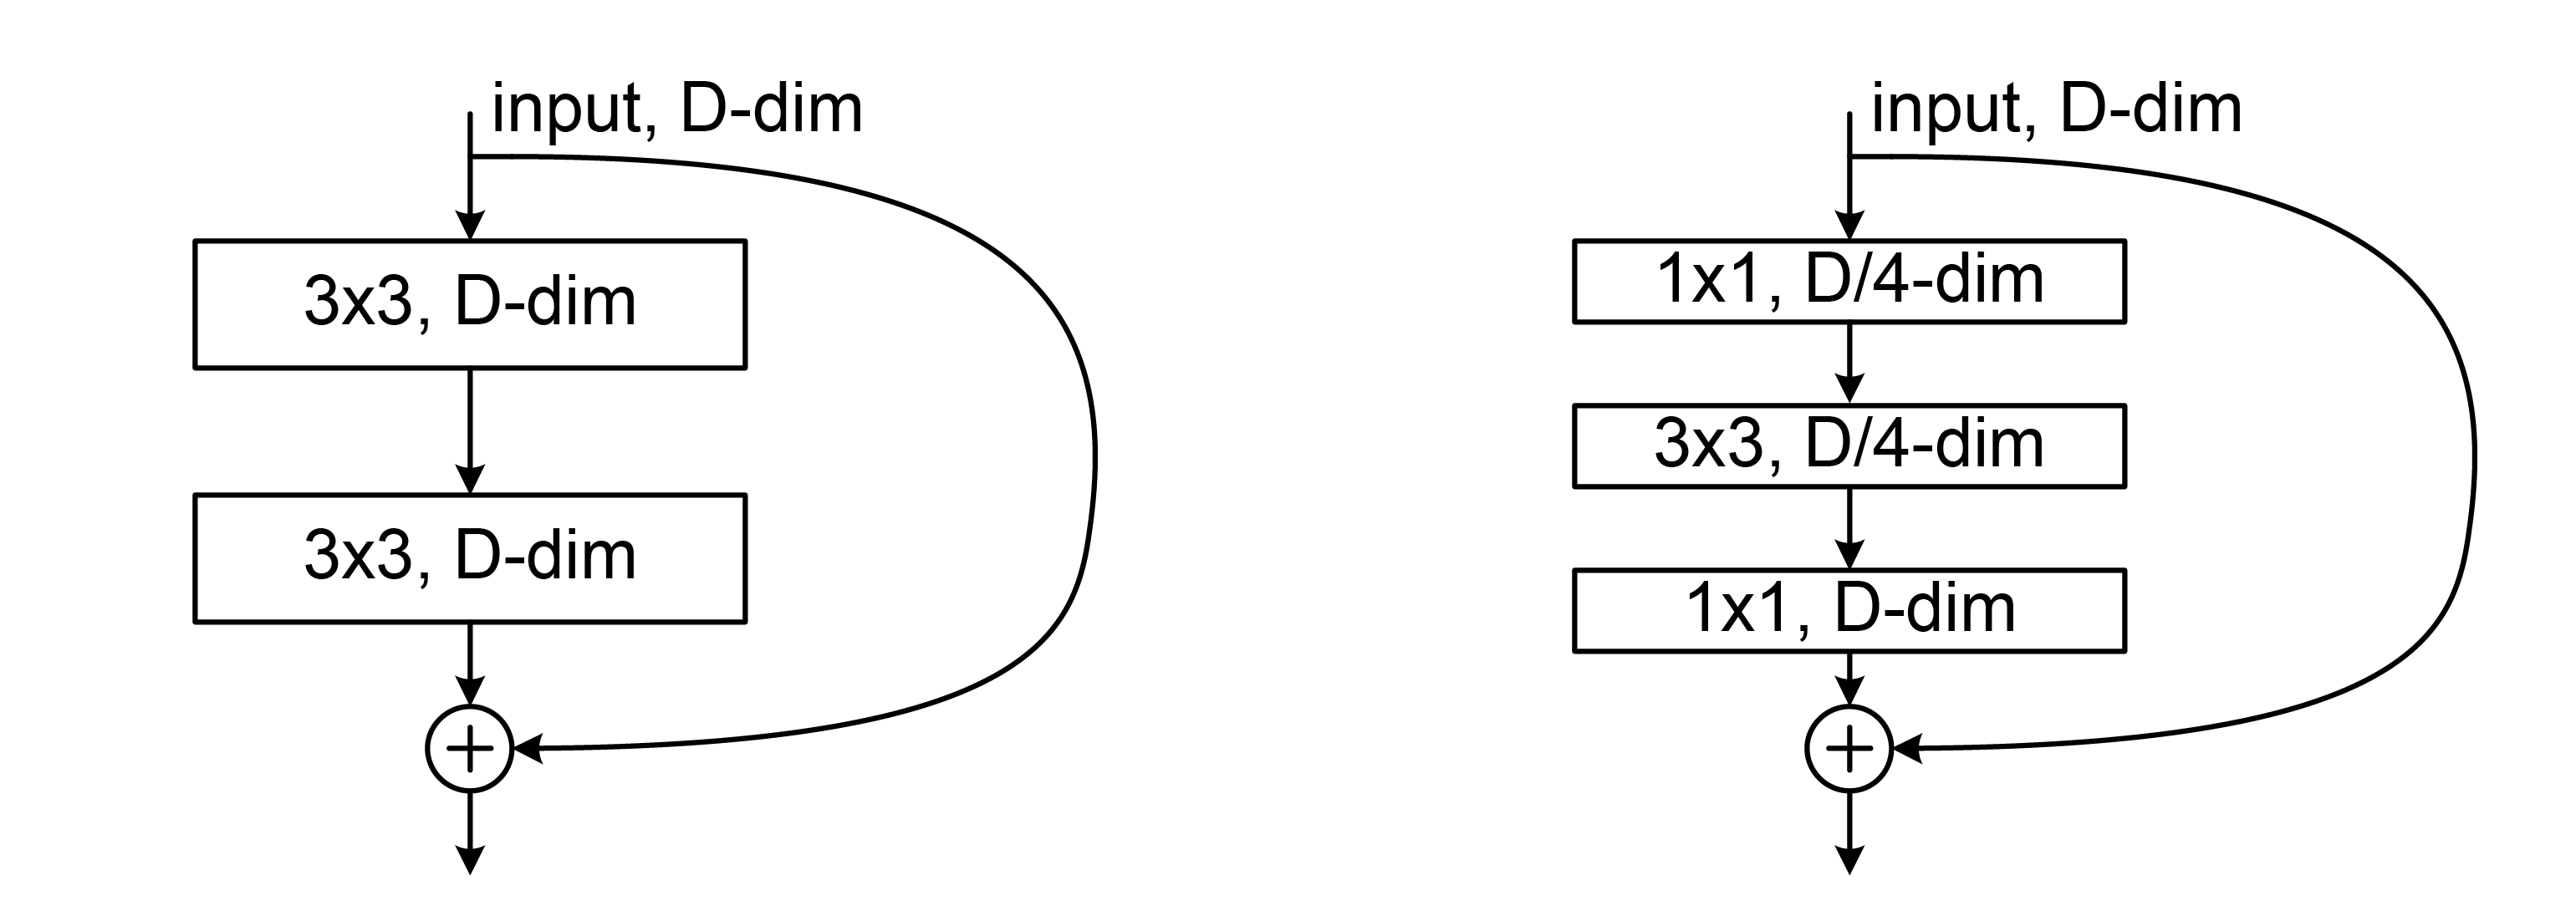 input, D-dim
3x3, D-dim
3x3, D-dim
input, D-dim
1x1, D/4-dim
3x3, D/4-dim
1x1, D-dim